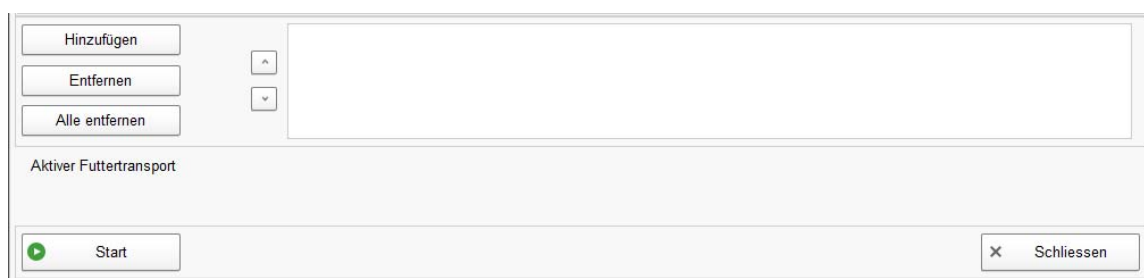 Hinzufügen
Entfernen
Alle entfernen
Aktiver Futtertransport
Start
Schliessen